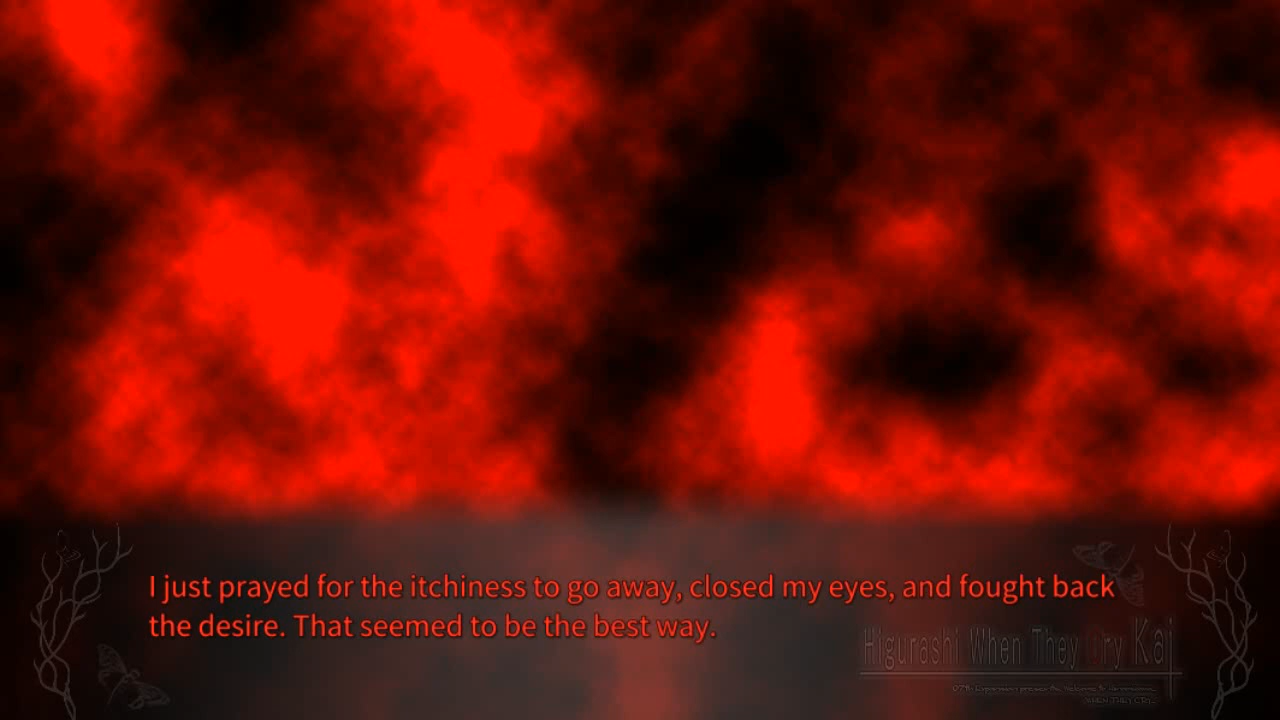 I just prayed for the itchiness to go away, closed my eyes, and fought back
the desire. That seemed to be the best way.
Higurashi When They Cry Kai